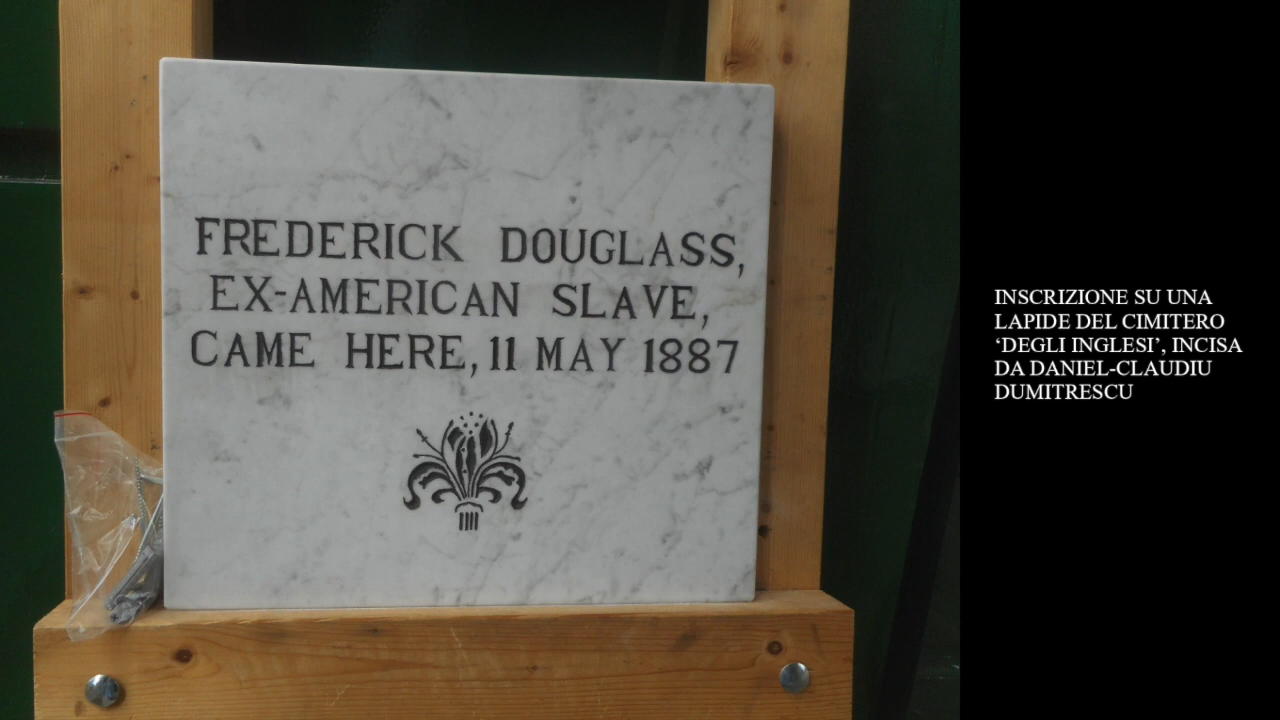 FREDERICK DOUGLASS,
EX-AMERICAN SLAVE,
CAME HERE, 11 MAY 1887
INSCRIZIONE SU UNA
LAPIDE DEL CIMITERO
‘DEGLI INGLESI’, INCISA
DA DANIEL-CLAUDIU
DUMITRESCU